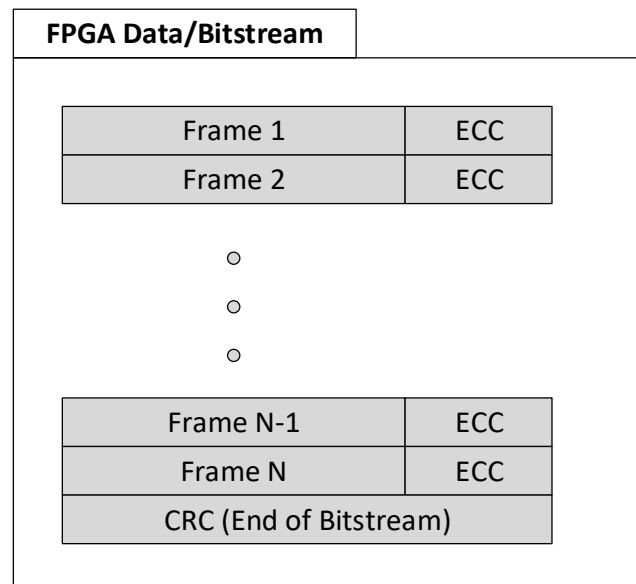 FPGA Data/Bitstream
Frame 1 ECC
Frame 2 ECC
Frame N-1 ECC
Frame N ECC
CRC (End of Bitstream)